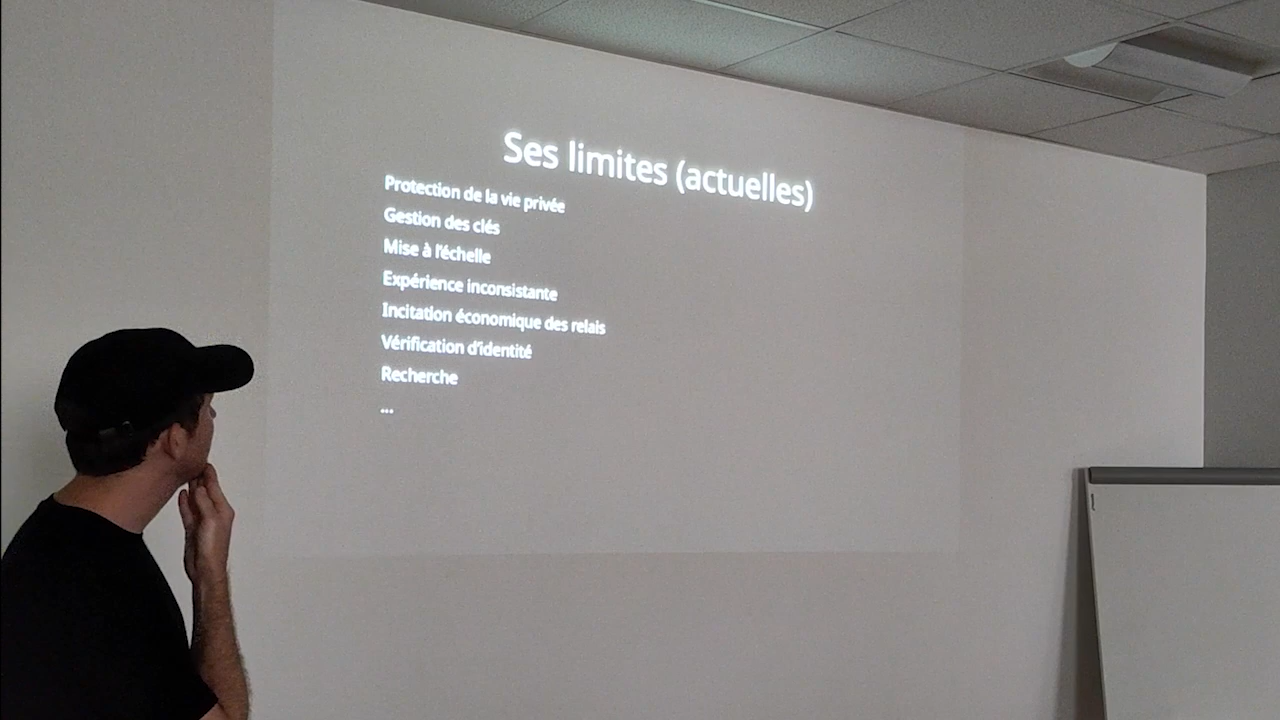 Ses limites (actuelles)
Protection de la vie privée
Gestion des clés
Mise à l'échelle
Expérience inconsistante
Incitation économique des relais
Vérification d'identité
Recherche
...